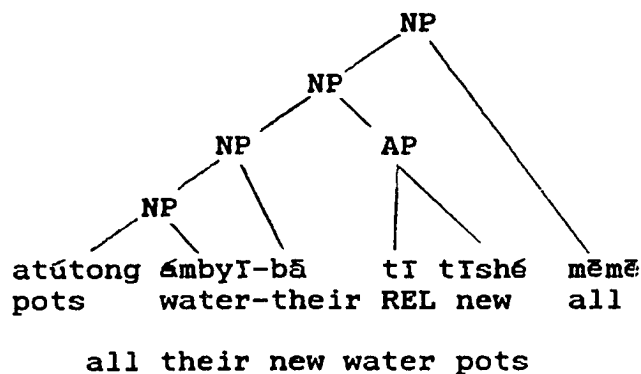 NP
NP
NP AP
NP
atútong ámbyī-bā tī tīshé mēmē
pots water-their REL new all
all their new water pots